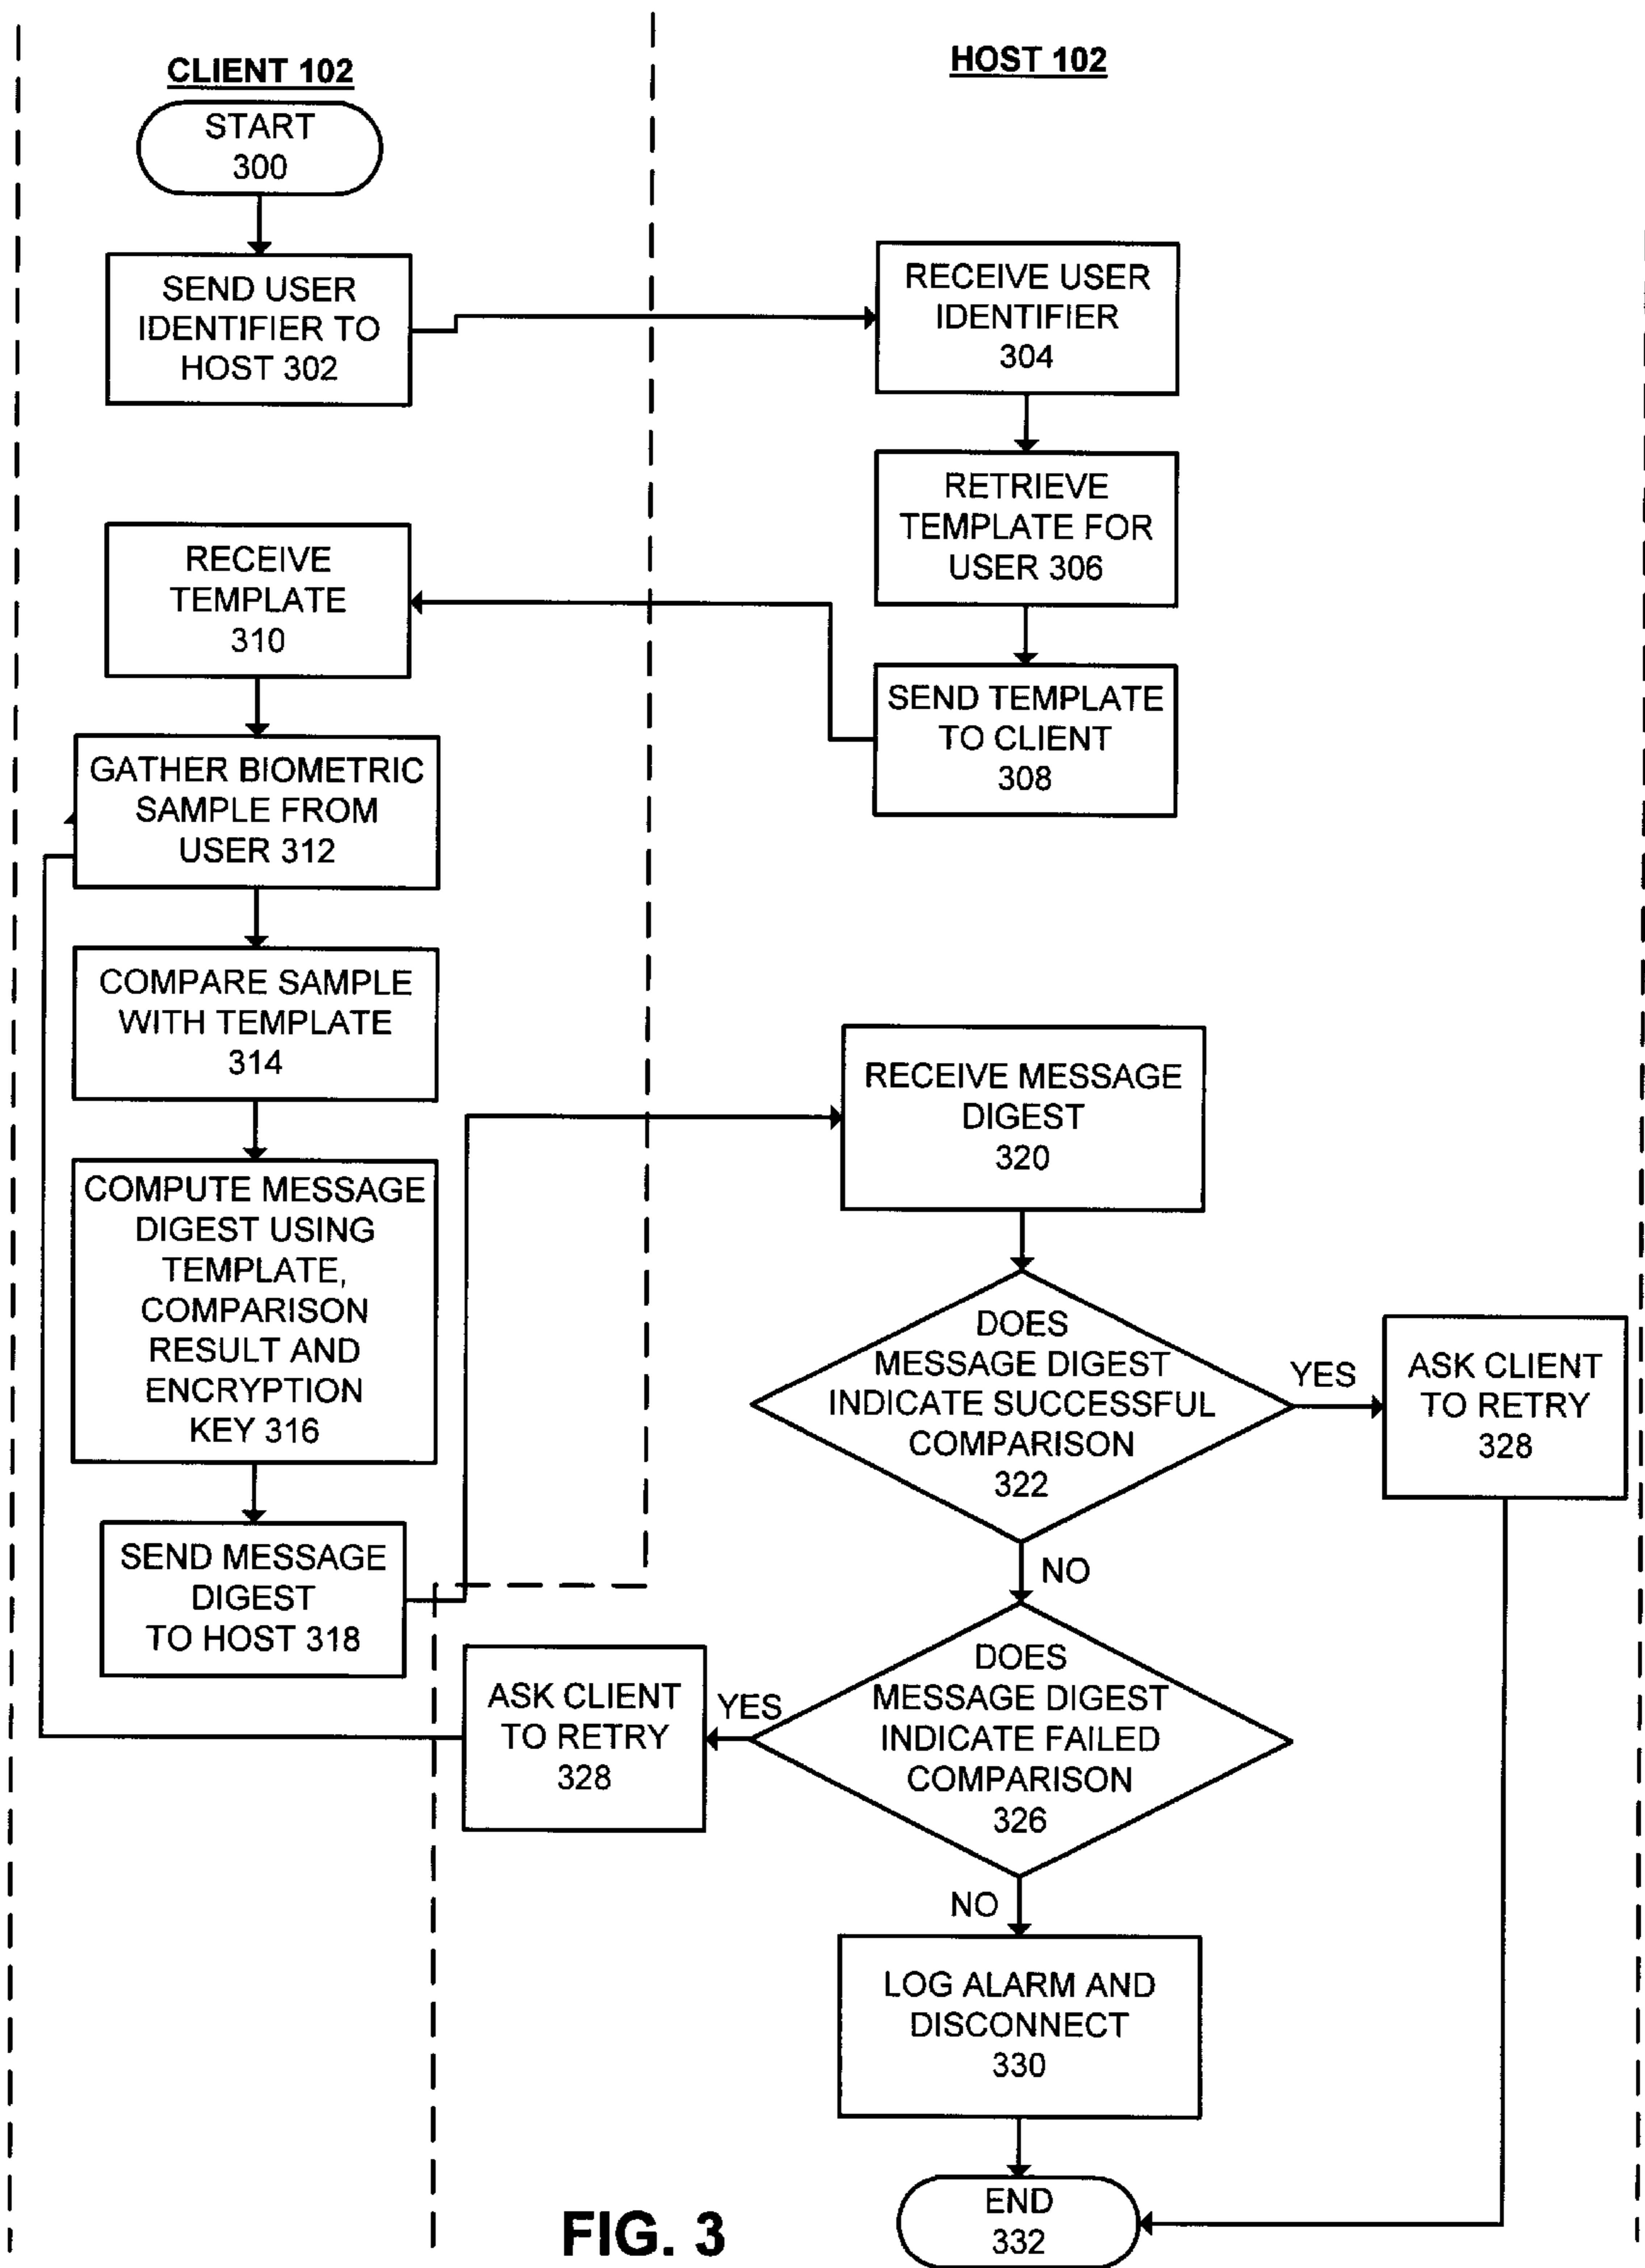 CLIENT 102
HOST 102
START
300
SEND USER
IDENTIFIER TO
HOST 302
RECEIVE USER
IDENTIFIER
304
RETRIEVE
TEMPLATE FOR
USER 306
SEND TEMPLATE
TO CLIENT
308
RECEIVE
TEMPLATE
310
GATHER BIOMETRIC
SAMPLE FROM
USER 312
COMPARE SAMPLE
WITH TEMPLATE
314
COMPUTE MESSAGE
DIGEST USING
TEMPLATE,
COMPARISON
RESULT AND
ENCRYPTION
KEY 316
SEND MESSAGE
DIGEST
TO HOST 318
RECEIVE MESSAGE
DIGEST
320
DOES
MESSAGE DIGEST
INDICATE SUCCESSFUL
COMPARISON
322
YES
ASK CLIENT
TO RETRY
328
NO
DOES
MESSAGE DIGEST
INDICATE FAILED
COMPARISON
326
YES
ASK CLIENT
TO RETRY
328
NO
LOG ALARM AND
DISCONNECT
330
END
332
FIG. 3